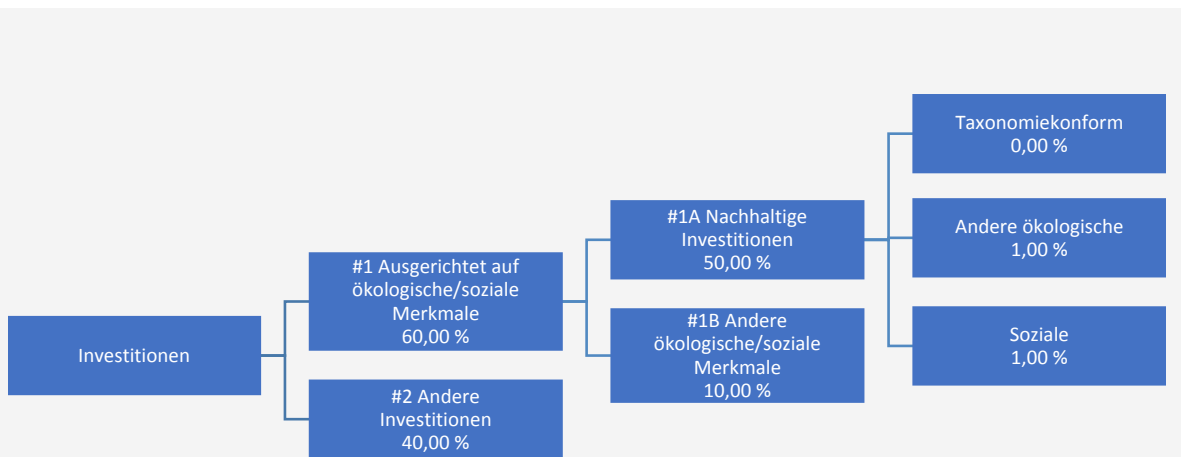 Investitionen
#1 Ausgerichtet auf
ökologische/soziale
Merkmale
60,00 %
#2 Andere
Investitionen
40,00 %
#1A Nachhaltige
Investitionen
50,00 %
#1B Andere
ökologische/soziale
Merkmale
10,00 %
Taxonomiekonform
0,00 %
Andere ökologische
1,00 %
Soziale
1,00 %